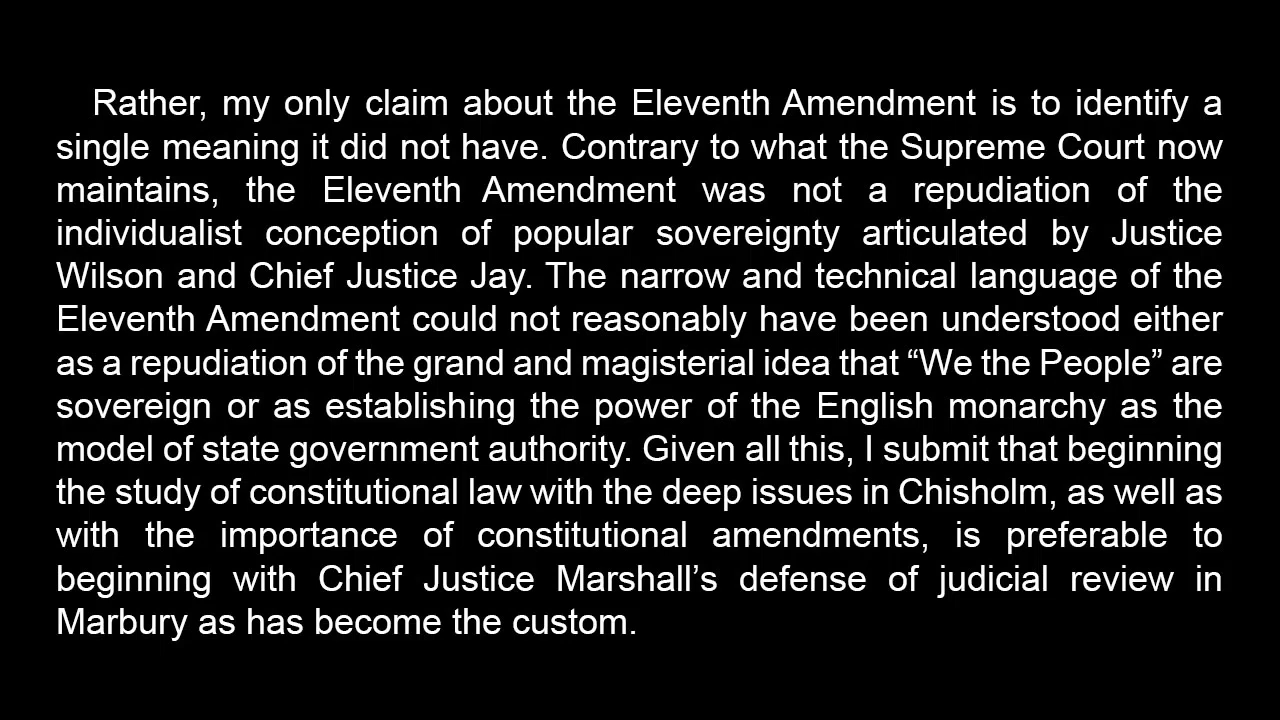 Rather, my only claim about the Eleventh Amendment is to identify a
single meaning it did not have. Contrary to what the Supreme Court now
maintains, the Eleventh Amendment was not a repudiation of the
individualist conception of popular sovereignty articulated by Justice
Wilson and Chief Justice Jay. The narrow and technical language of the
Eleventh Amendment could not reasonably have been understood either
as a repudiation of the grand and magisterial idea that “We the People” are
sovereign or as establishing the power of the English monarchy as the
model of state government authority. Given all this, I submit that beginning
the study of constitutional law with the deep issues in Chisholm, as well as
with the importance of constitutional amendments, is preferable to
beginning with Chief Justice Marshall’s defense of judicial review in
Marbury as has become the custom.